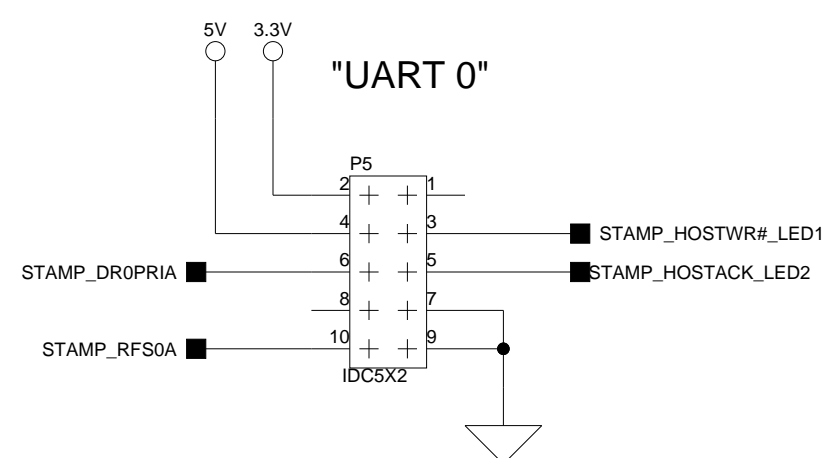 5V 3.3V
"UART 0"
P5
2 1
4 3 STAMP_HOSTWR#_LED1
STAMP_DR0PRIA 6 5 STAMP_HOSTACK_LED2
8 7
STAMP_RFS0A 10 9
IDC5X2